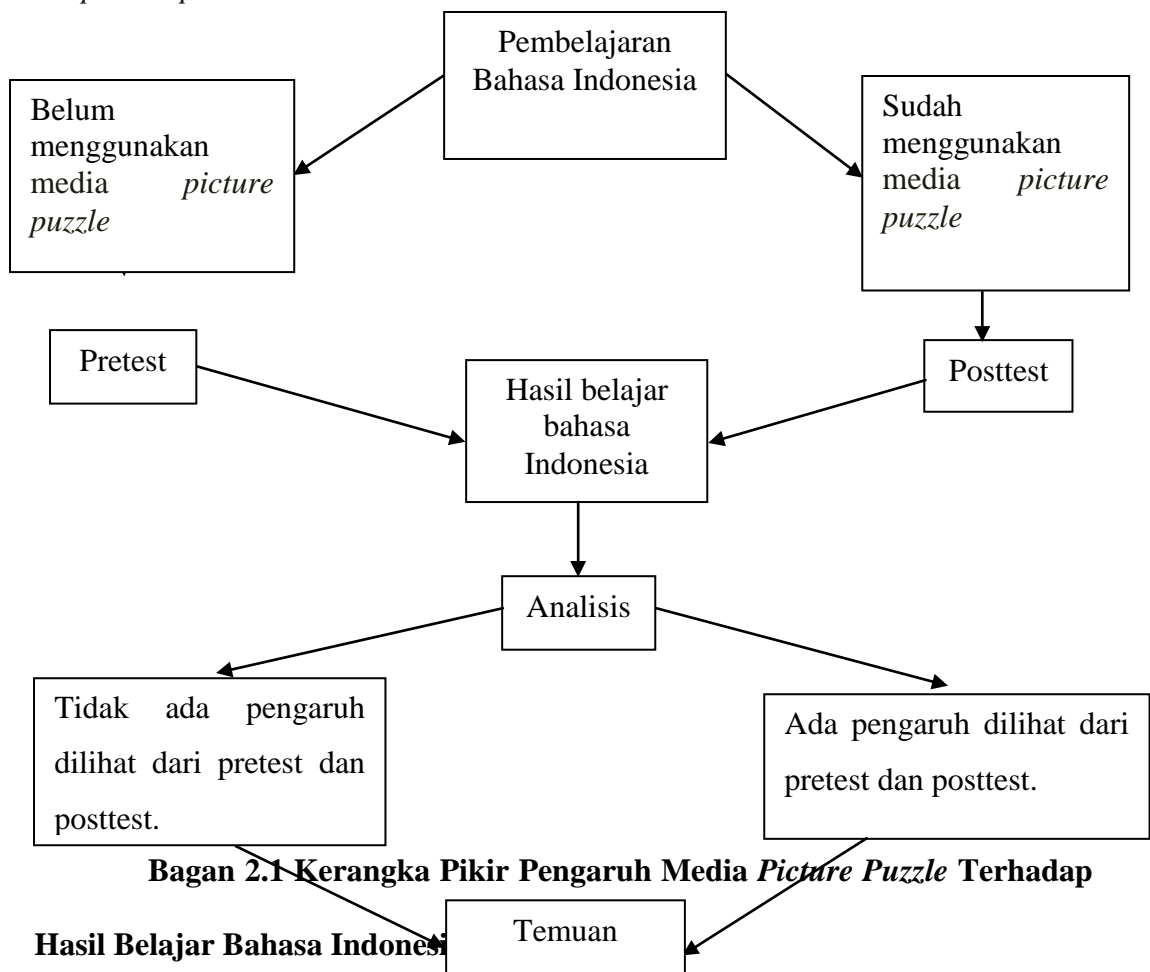 Pembelajaran
Bahasa Indonesia
Belum
menggunakan
media picture
puzzle
Sudah
menggunakan
media picture
puzzle
Pretest
Posttest
Hasil belajar
bahasa
Indonesia
Analisis
Tidak ada pengaruh
dilihat dari pretest dan
posttest.
Ada pengaruh dilihat dari
pretest dan posttest.
Bagan 2.1 Kerangka Pikir Pengaruh Media Picture Puzzle Terhadap
Hasil Belajar Bahasa Indonesi
Temuan